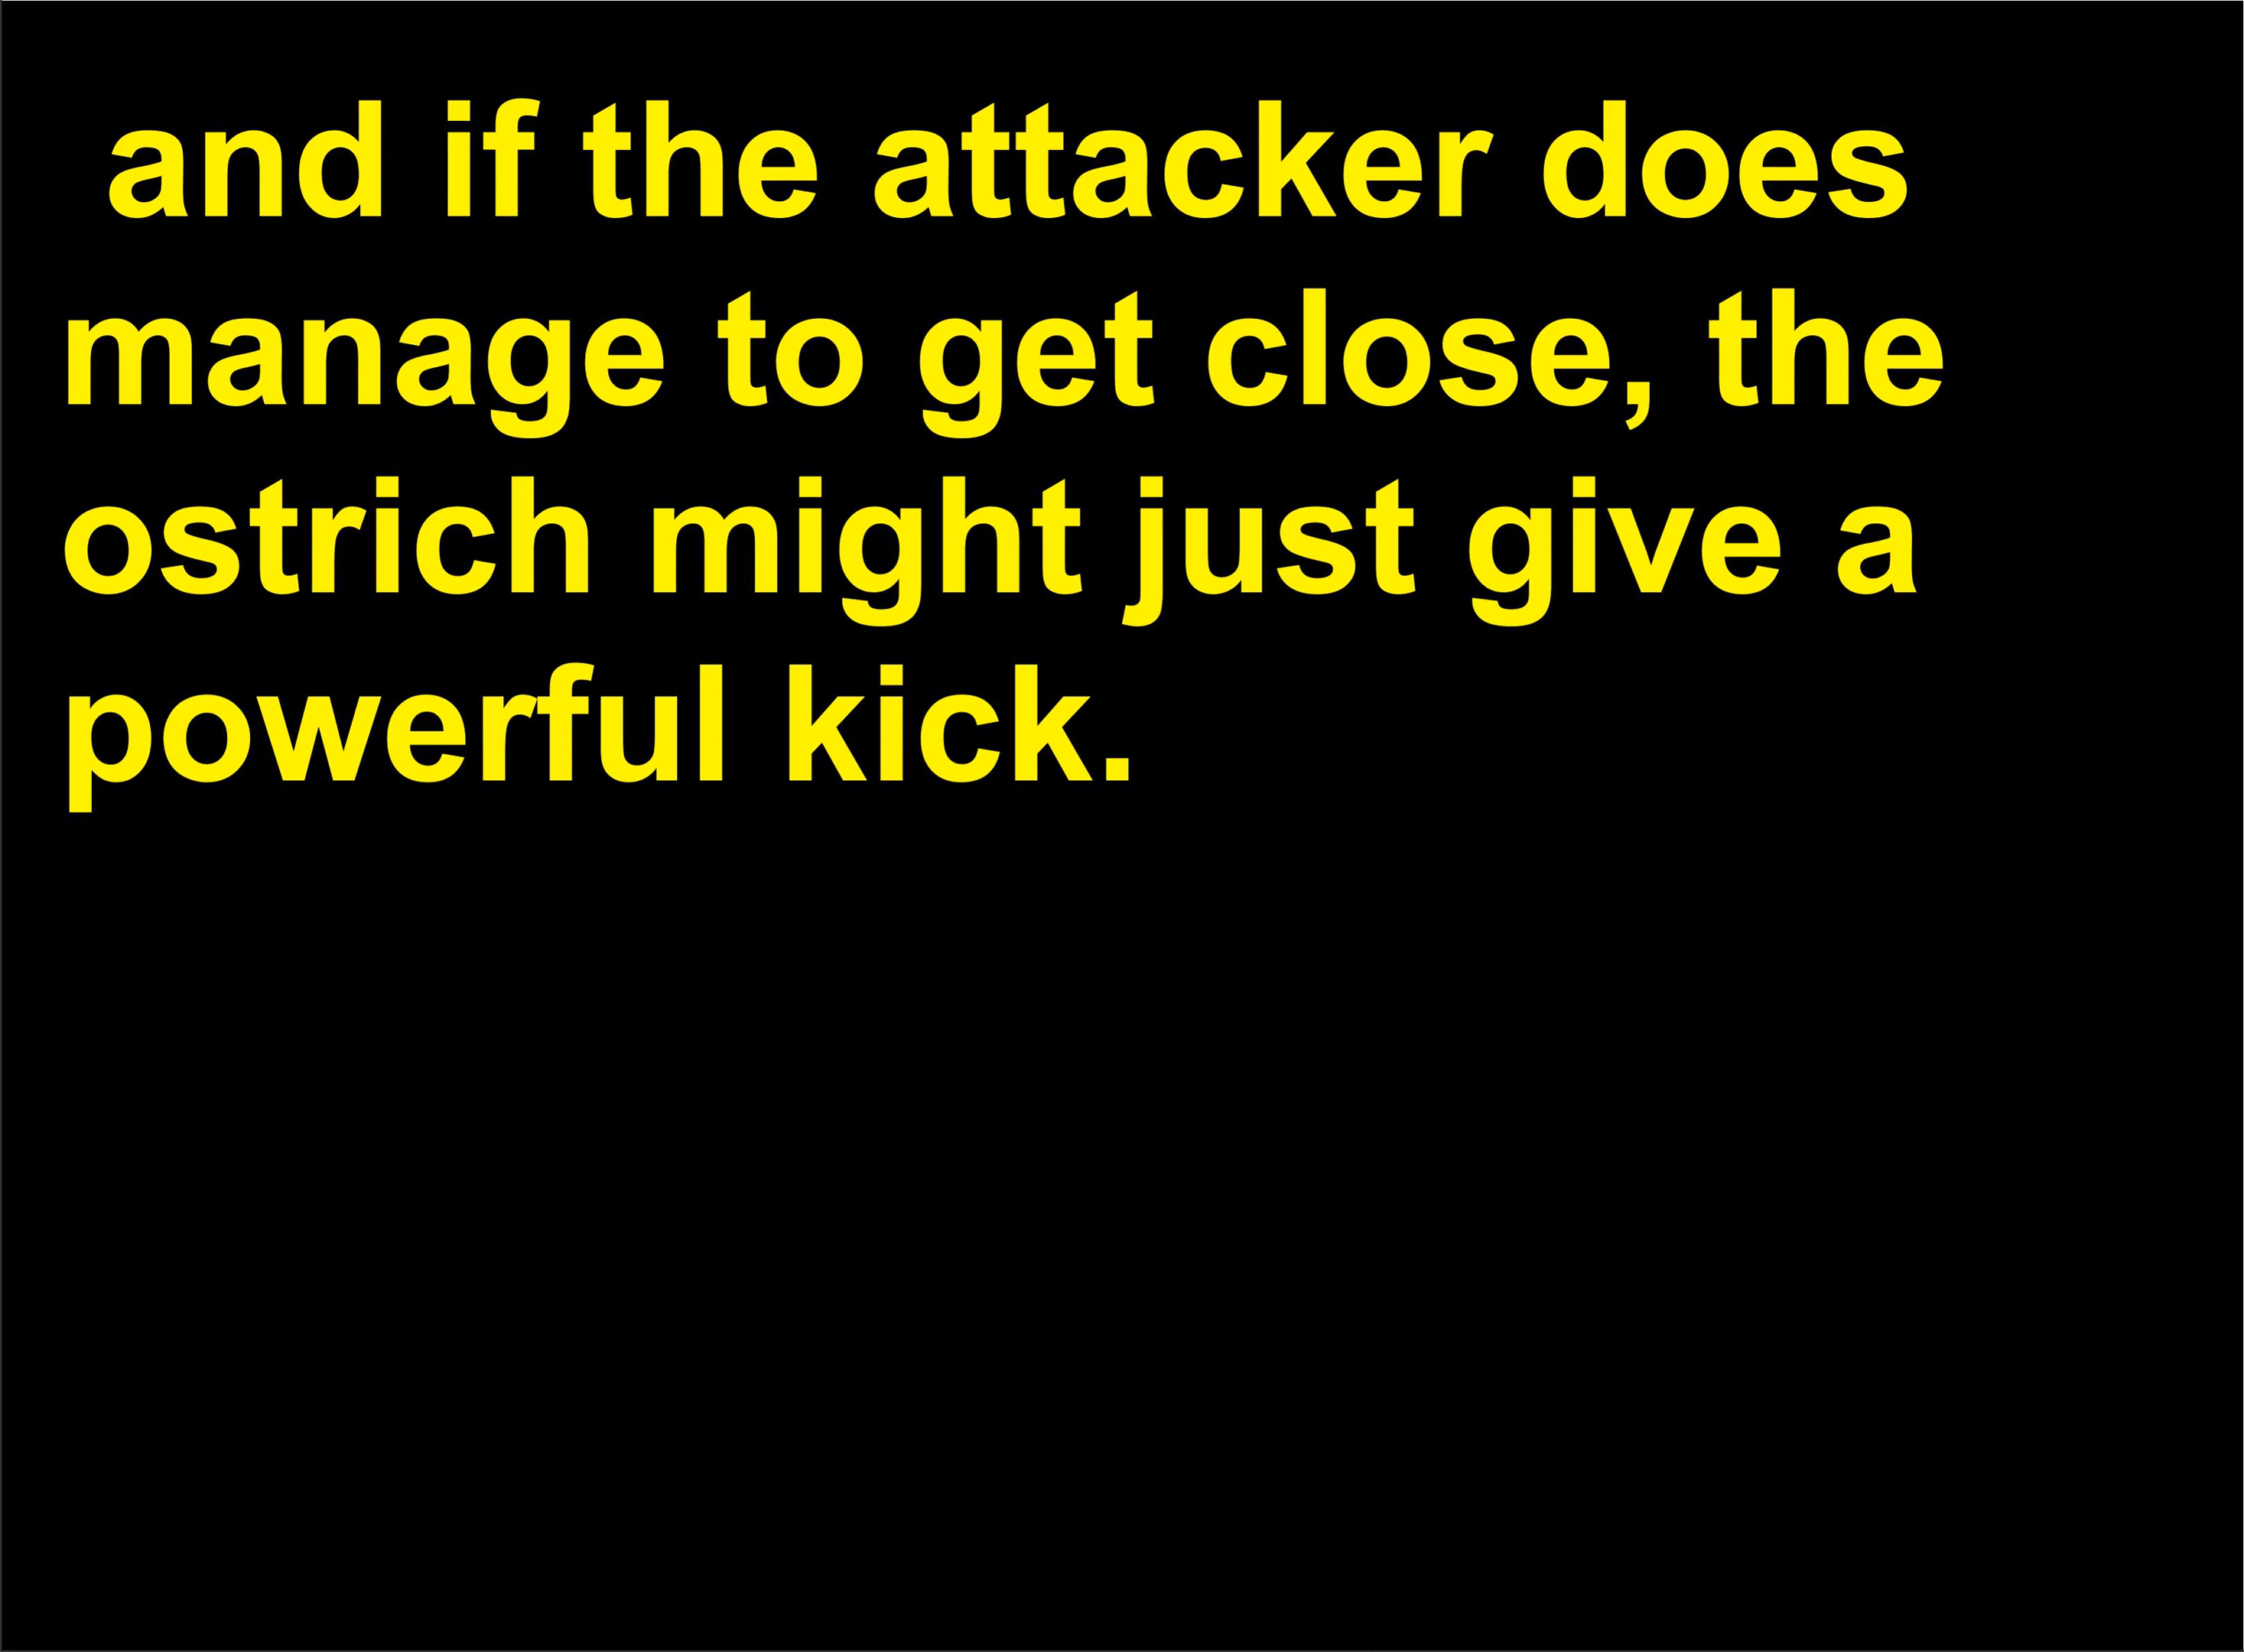 and if the attacker does
manage to get close, the
ostrich might just give a
powerful kick.